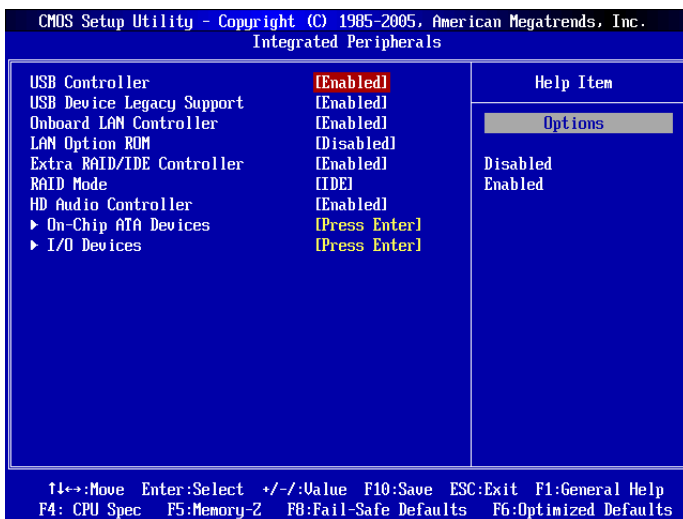 CMOS Setup Utility - Copyright (C) 1985-2005, American Megatrends, Inc.
Integrated Peripherals
USB Controller [Enabled]
USB Device Legacy Support [Enabled]
Onboard LAN Controller [Enabled]
LAN Option ROM [Disabled]
Extra RAID/IDE Controller [Enabled]
RAID Mode [IDE]
HD Audio Controller [Enabled]
▶ On-Chip ATA Devices [Press Enter]
▶ I/O Devices [Press Enter]
Help Item
Options
Disabled
Enabled
↑↓←→:Move Enter:Select +/-/:Value F10:Save ESC:Exit F1:General Help
F4: CPU Spec F5:Memory-Z F8:Fail-Safe Defaults F6:Optimized Defaults